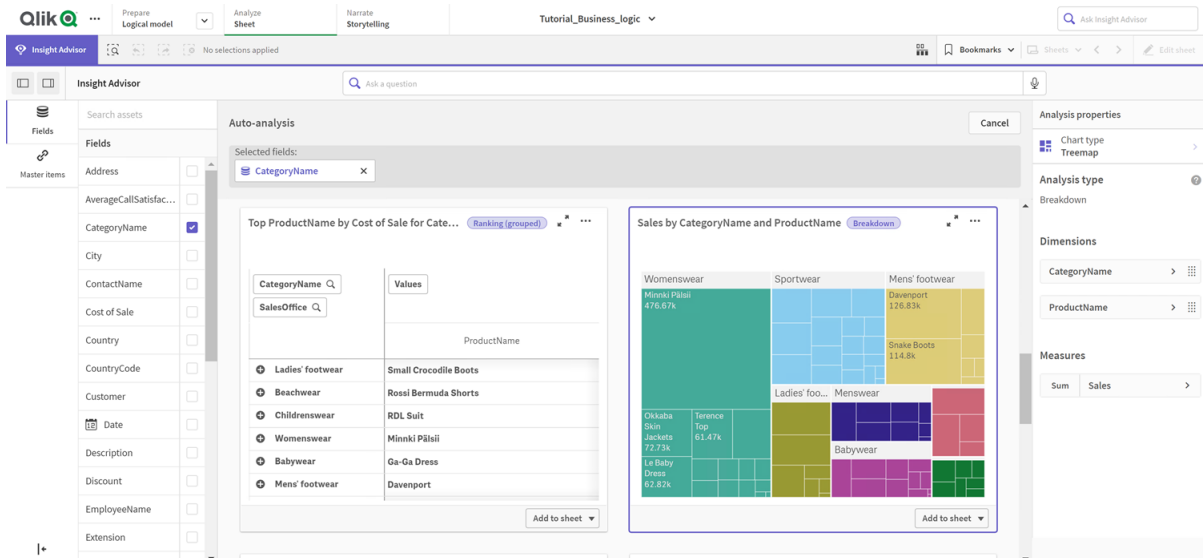 Qlik
Prepare
Logical model
Analyze
Sheet
Narrate
Storytelling
Tutorial_Business_logic
Ask Insight Advisor
Insight Advisor
No selections applied
Bookmarks
Sheets
Edit sheet
Insight Advisor
Ask a question
Fields
Master items
Search assets
Fields
Address
AverageCallSatisfac...
CategoryName
City
ContactName
Cost of Sale
Country
CountryCode
Customer
Date
Description
Discount
EmployeeName
Extension
Auto-analysis
Cancel
Selected fields:
CategoryName
Top ProductName by Cost of Sale for Cate...
Ranking (grouped)
CategoryName
Values
SalesOffice
ProductName
Ladies' footwear Small Crocodile Boots
Beachwear Rossi Bermuda Shorts
Childrenswear RDL Suit
Womenswear Minnki Pälsii
Babywear Ga-Ga Dress
Mens' footwear Davenport
Add to sheet
Sales by CategoryName and ProductName
Breakdown
Womenswear
Sportwear
Mens' footwear
Minnki Pälsii
476.67k
Davenport
126.83k
Snake Boots
114.8k
Ladies' foo...
Menswear
Okkaba
Skin
Jackets
72.73k
Terence
Top
61.47k
Babywear
Le Baby
Dress
62.82k
Add to sheet
Analysis properties
Chart type
Treemap
Analysis type
Breakdown
Dimensions
CategoryName
ProductName
Measures
Sum Sales